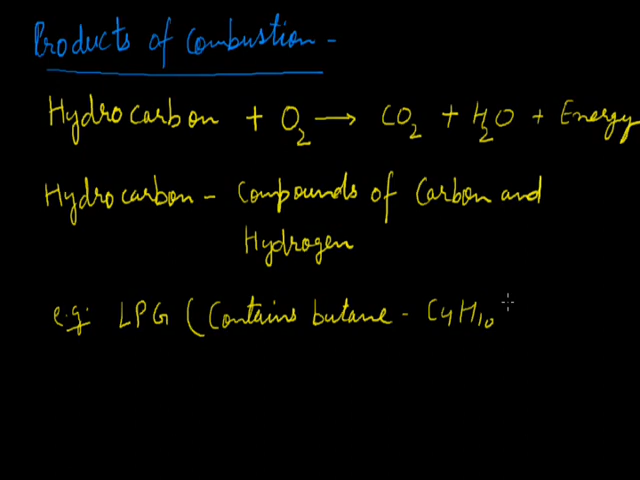 Products of Combustion -
Hydrocarbon + O₂ → CO₂ + H₂O + Energy
Hydrocarbon - Compounds of Carbon and
Hydrogen
e.g: LPG (Contains butane - C4H₁₀